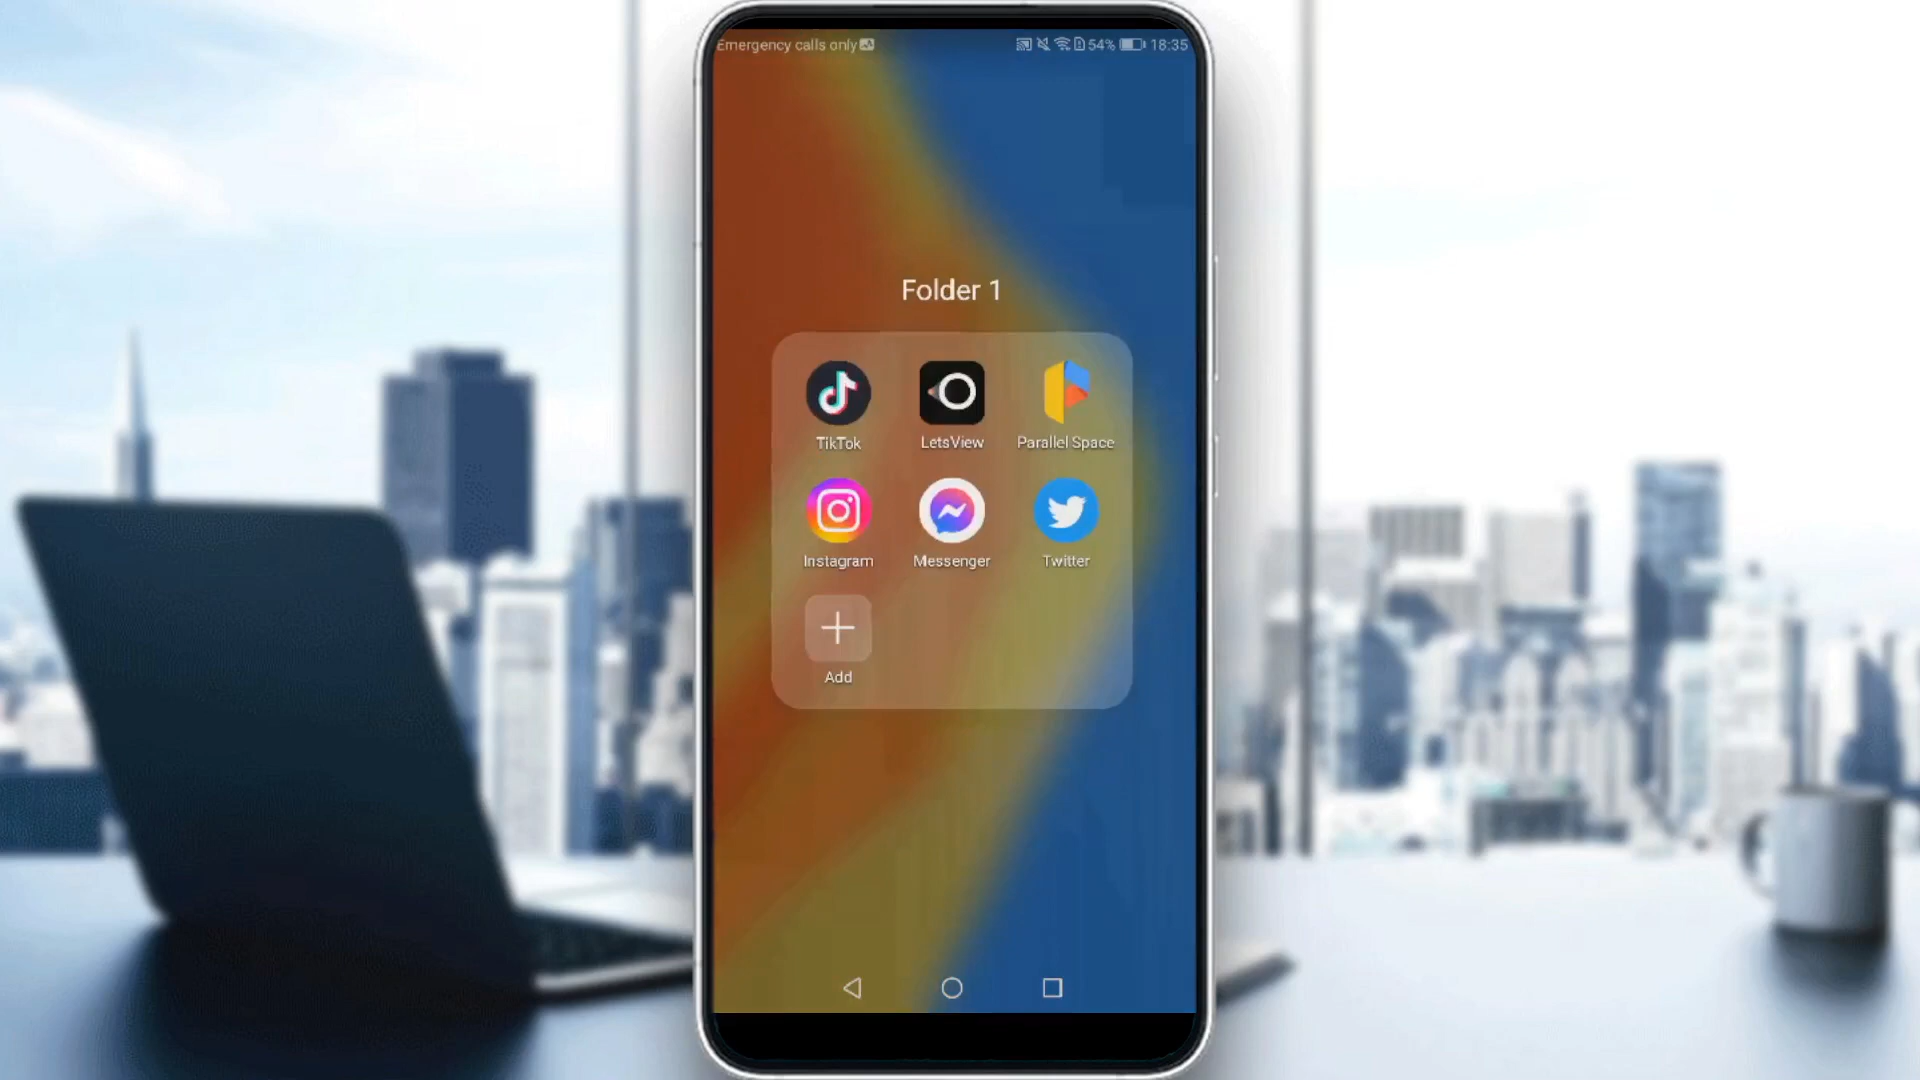 Emergency calls only
54% 18:35
Folder 1
TikTok LetsView Parallel Space
Instagram Messenger Twitter
Add